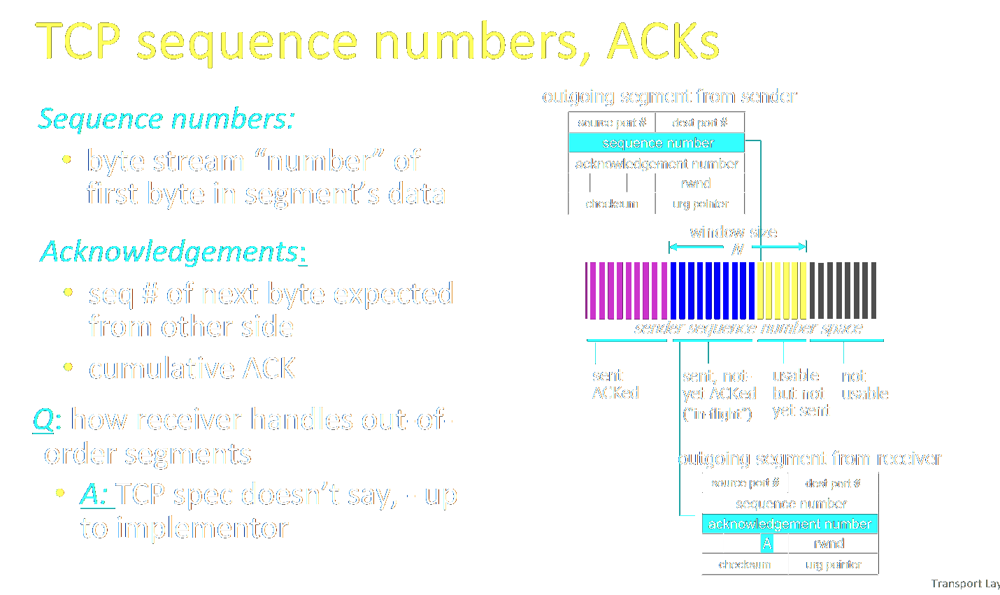 TCP sequence numbers, ACKs
Sequence numbers:
• byte stream “number” of
first byte in segment’s data
Acknowledgements:
• seq # of next byte expected
from other side
• cumulative ACK
Q: how receiver handles out-of-
order segments
• A: TCP spec doesn’t say, - up
to implementor
outgoing segment from sender
source port # dest port #
sequence number
acknowledgement number
rwnd
checksum urg pointer
window size
N
sender sequence number space
sent
ACKed
sent, not-
yet ACKed
(“in-flight”)
usable
but not
yet sent
not
usable
outgoing segment from receiver
source port # dest port #
sequence number
acknowledgement number
A rwnd
checksum urg pointer
Transport Lay